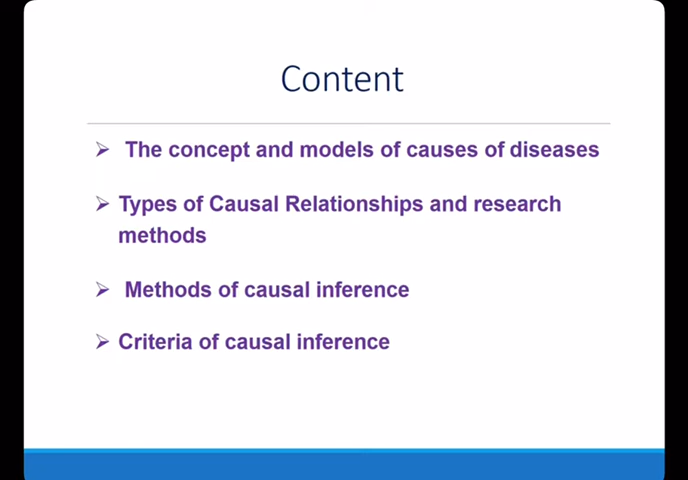 Content
The concept and models of causes of diseases
Types of Causal Relationships and research
methods
Methods of causal inference
Criteria of causal inference